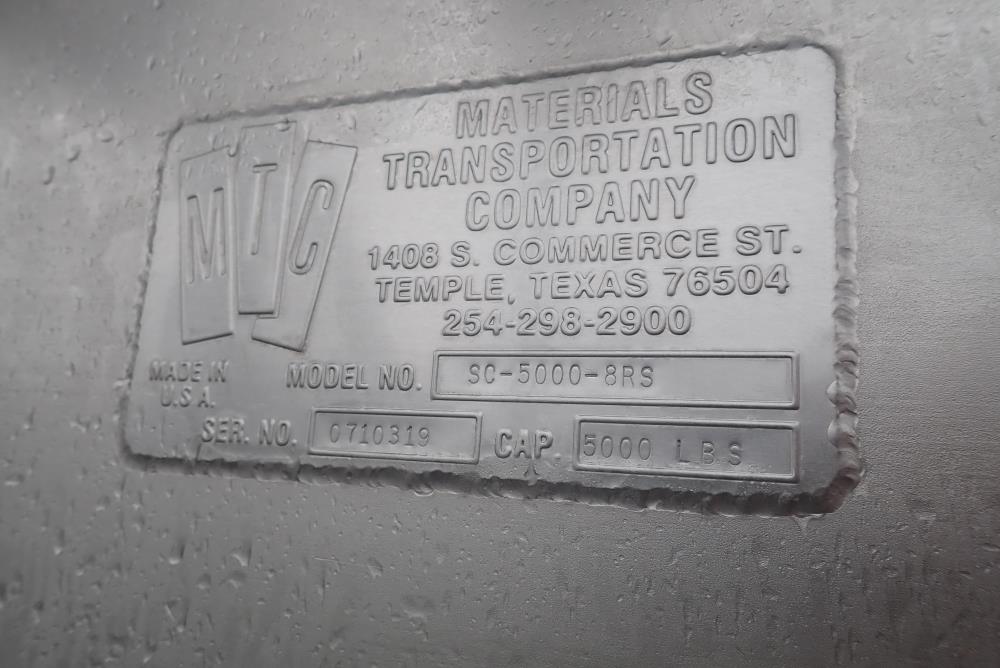 MTC
MATERIALS
TRANSPORTATION
COMPANY
1408 S. COMMERCE ST.
TEMPLE, TEXAS 76504
254-298-2900
MADE IN
U.S.A.
MODEL NO. SC-5000-8RS
SER. NO. 0710319 CAP. 5000 LBS